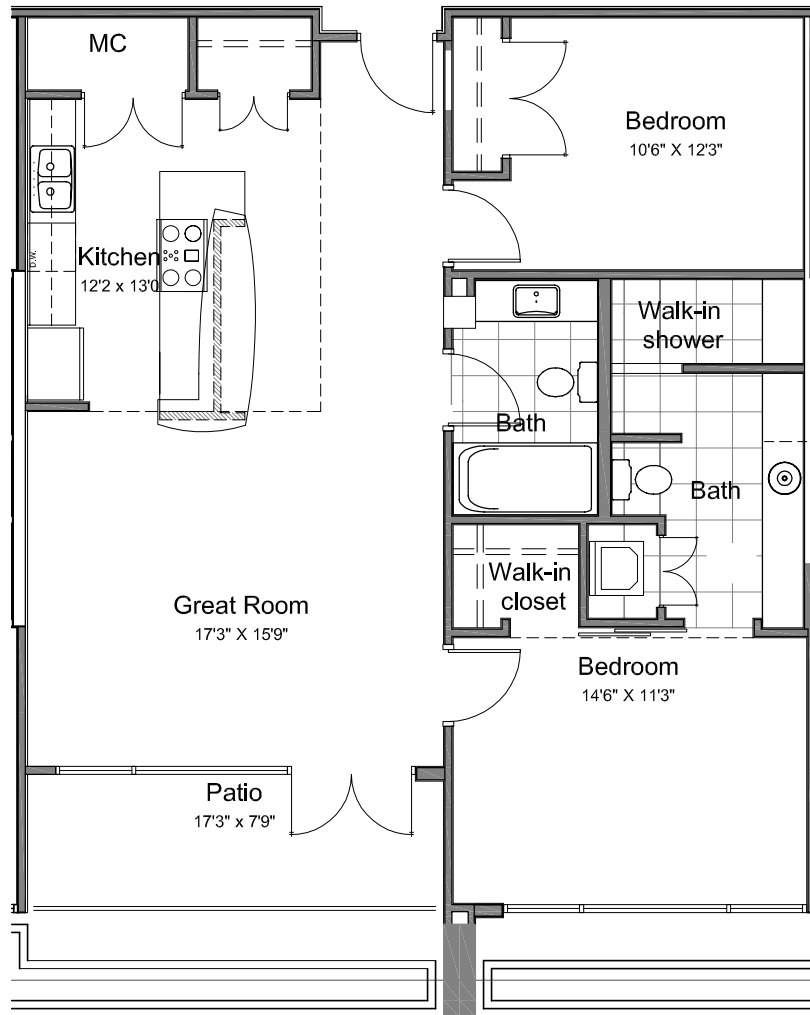 MC
Bedroom
10'6" X 12'3"
Kitchen
12'2 x 13'0
D.W.
Walk-in
shower
Bath
Bath
Walk-in
closet
Great Room
17'3" X 15'9"
Bedroom
14'6" X 11'3"
Patio
17'3" x 7'9"